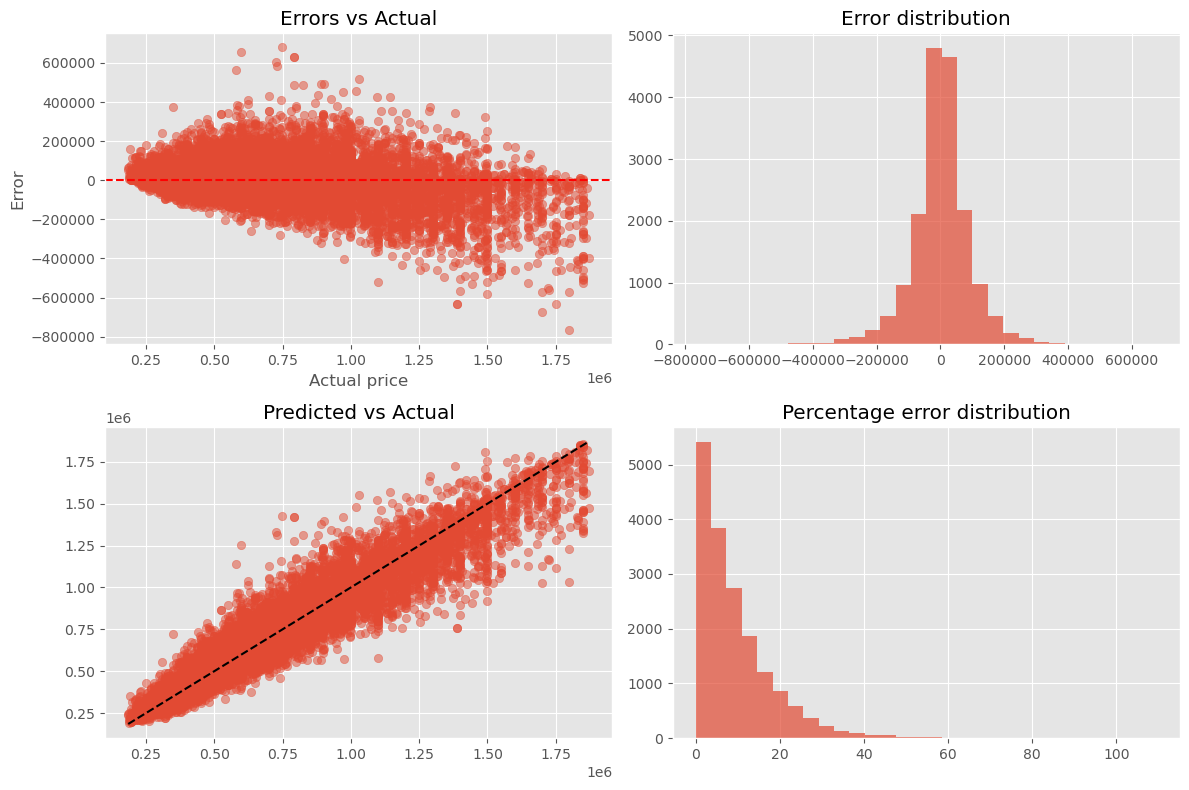 Errors vs Actual
Error
600000
400000
200000
0
−200000
−400000
−600000
−800000
0.25 0.50 0.75 1.00 1.25 1.50 1.75
1e6
Actual price
Error distribution
5000
4000
3000
2000
1000
0
−800000 −600000 −400000 −200000 0 200000 400000 600000
Predicted vs Actual
1e6
1.75
1.50
1.25
1.00
0.75
0.50
0.25
0.25 0.50 0.75 1.00 1.25 1.50 1.75
1e6
Percentage error distribution
5000
4000
3000
2000
1000
0
0 20 40 60 80 100